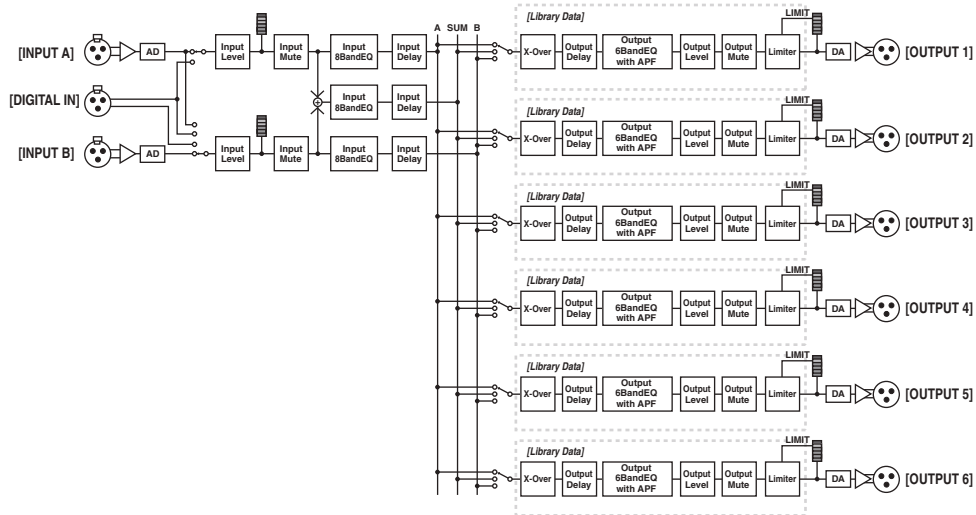 [INPUT A]
AD
Input
Level
Input
Mute
Input
8BandEQ
Input
Delay
[DIGITAL IN]
Input
8BandEQ
Input
Delay
[INPUT B]
AD
Input
Level
Input
Mute
Input
8BandEQ
Input
Delay
A SUM B
[Library Data]
LIMIT
X-Over
Output
Delay
Output
6BandEQ
with APF
Output
Level
Output
Mute
Limiter
DA
[OUTPUT 1]
[Library Data]
LIMIT
X-Over
Output
Delay
Output
6BandEQ
with APF
Output
Level
Output
Mute
Limiter
DA
[OUTPUT 2]
[Library Data]
LIMIT
X-Over
Output
Delay
Output
6BandEQ
with APF
Output
Level
Output
Mute
Limiter
DA
[OUTPUT 3]
[Library Data]
LIMIT
X-Over
Output
Delay
Output
6BandEQ
with APF
Output
Level
Output
Mute
Limiter
DA
[OUTPUT 4]
[Library Data]
LIMIT
X-Over
Output
Delay
Output
6BandEQ
with APF
Output
Level
Output
Mute
Limiter
DA
[OUTPUT 5]
[Library Data]
LIMIT
X-Over
Output
Delay
Output
6BandEQ
with APF
Output
Level
Output
Mute
Limiter
DA
[OUTPUT 6]